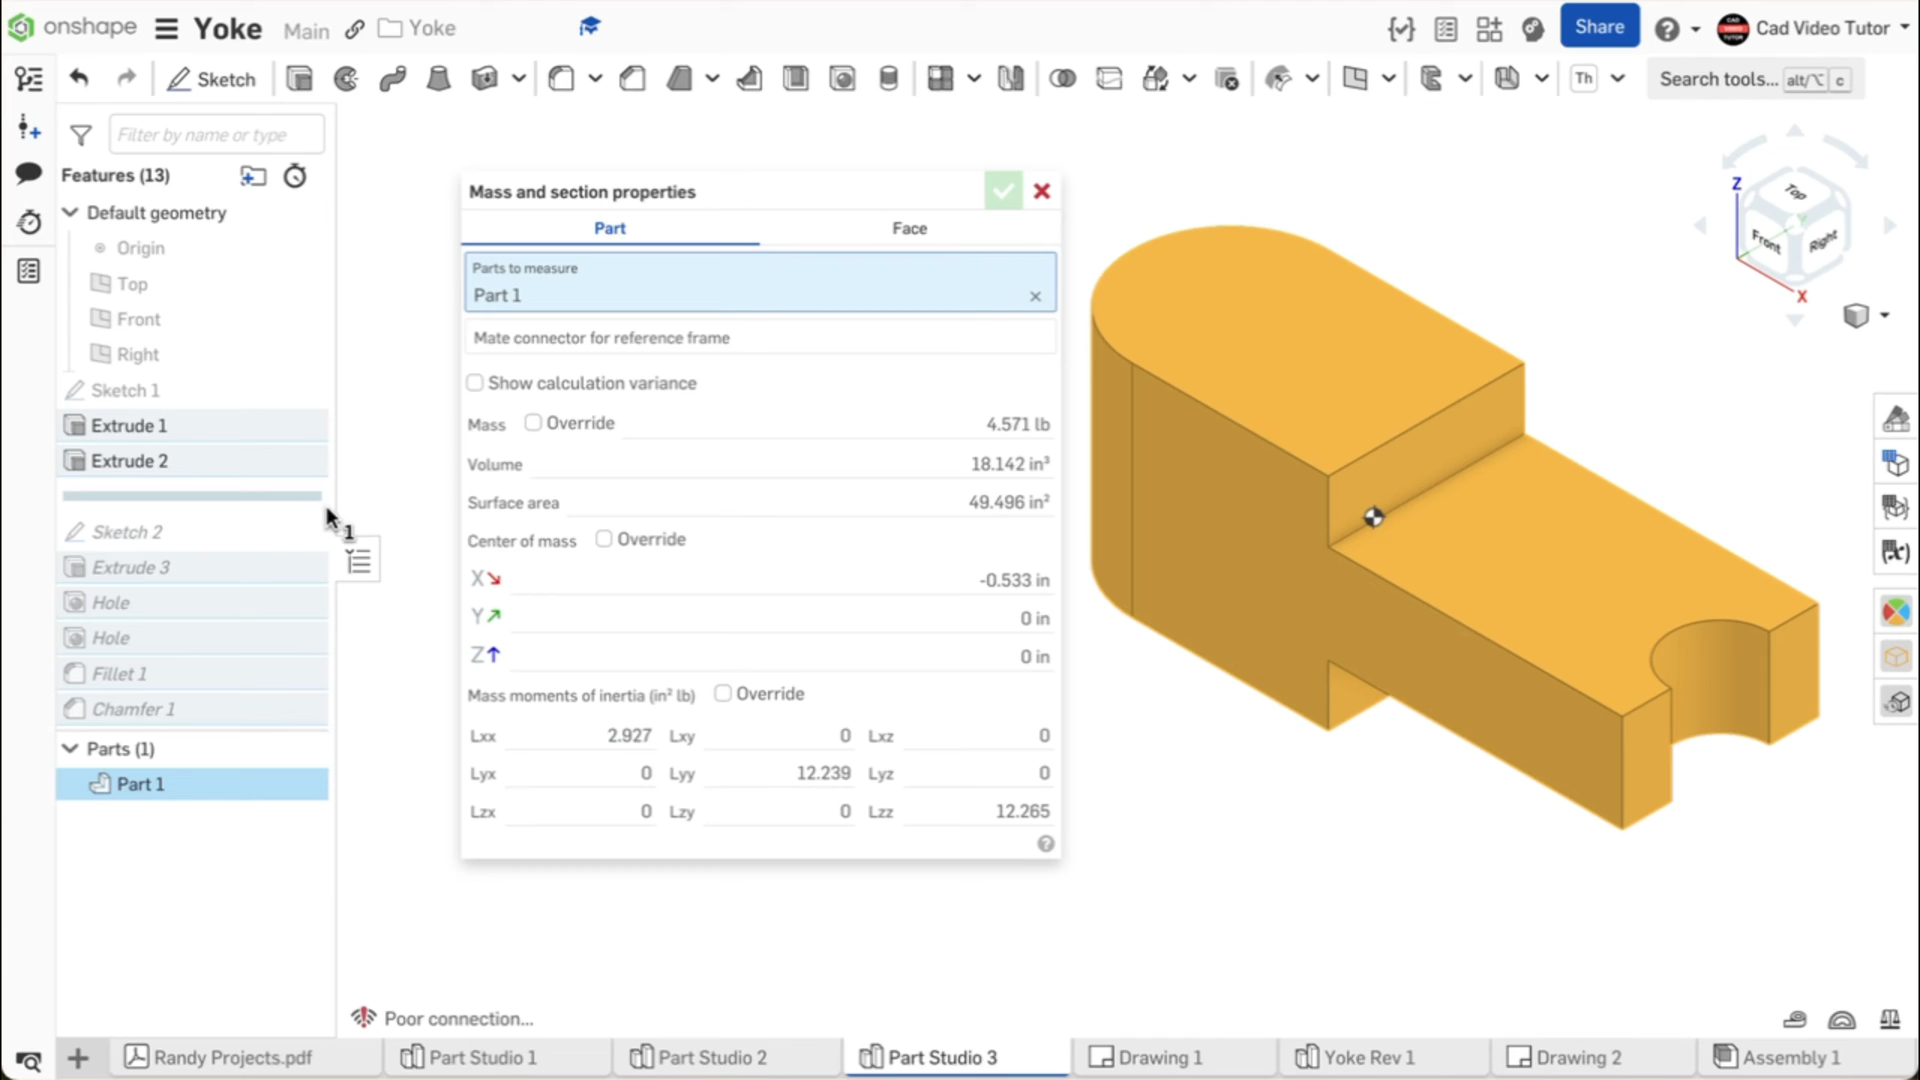 onshape Yoke Main Yoke Share Cad Video Tutor
Sketch Th Search tools... alt/⌥ c
Filter by name or type
Features (13)
Default geometry
Origin
Top
Front
Right
Sketch 1
Extrude 1
Extrude 2
Sketch 2
Extrude 3
Hole
Hole
Fillet 1
Chamfer 1
Parts (1)
Part 1
1
Mass and section properties
Part Face
Parts to measure
Part 1
Mate connector for reference frame
Show calculation variance
Mass Override 4.571 lb
Volume 18.142 in³
Surface area 49.496 in²
Center of mass Override
X -0.533 in
Y 0 in
Z 0 in
Mass moments of inertia (in² lb) Override
Lxx 2.927 Lxy 0 Lxz 0
Lyx 0 Lyy 12.239 Lyz 0
Lzx 0 Lzy 0 Lzz 12.265
Z
Top
Front Right
X
(x)
Poor connection...
Randy Projects.pdf Part Studio 1 Part Studio 2 Part Studio 3 Drawing 1 Yoke Rev 1 Drawing 2 Assembly 1